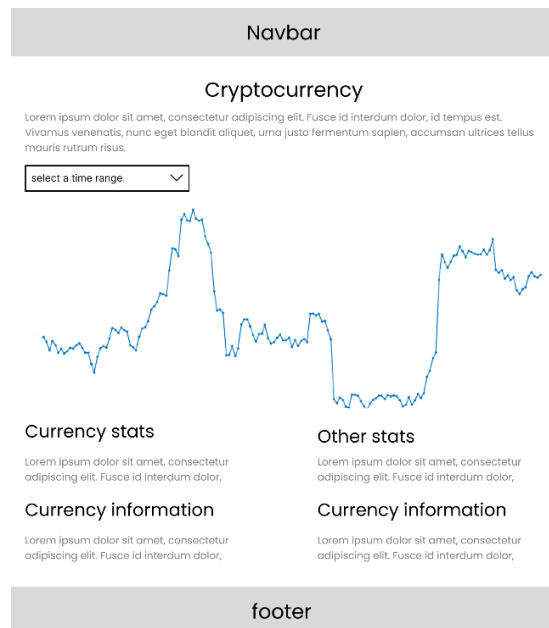 Navbar
Cryptocurrency
Lorem ipsum dolor sit amet, consectetur adipiscing elit. Fusce id interdum dolor, id tempus est.
Vivamus venenatis, nunc eget blandit aliquet, urna justo fermentum sapien, accumsan ultrices tellus
mauris rutrum risus.
select a time range
Currency stats
Lorem ipsum dolor sit amet, consectetur
adipiscing elit. Fusce id interdum dolor,
Other stats
Lorem ipsum dolor sit amet, consectetur
adipiscing elit. Fusce id interdum dolor,
Currency information
Lorem ipsum dolor sit amet, consectetur
adipiscing elit. Fusce id interdum dolor,
Currency information
Lorem ipsum dolor sit amet, consectetur
adipiscing elit. Fusce id interdum dolor,
footer